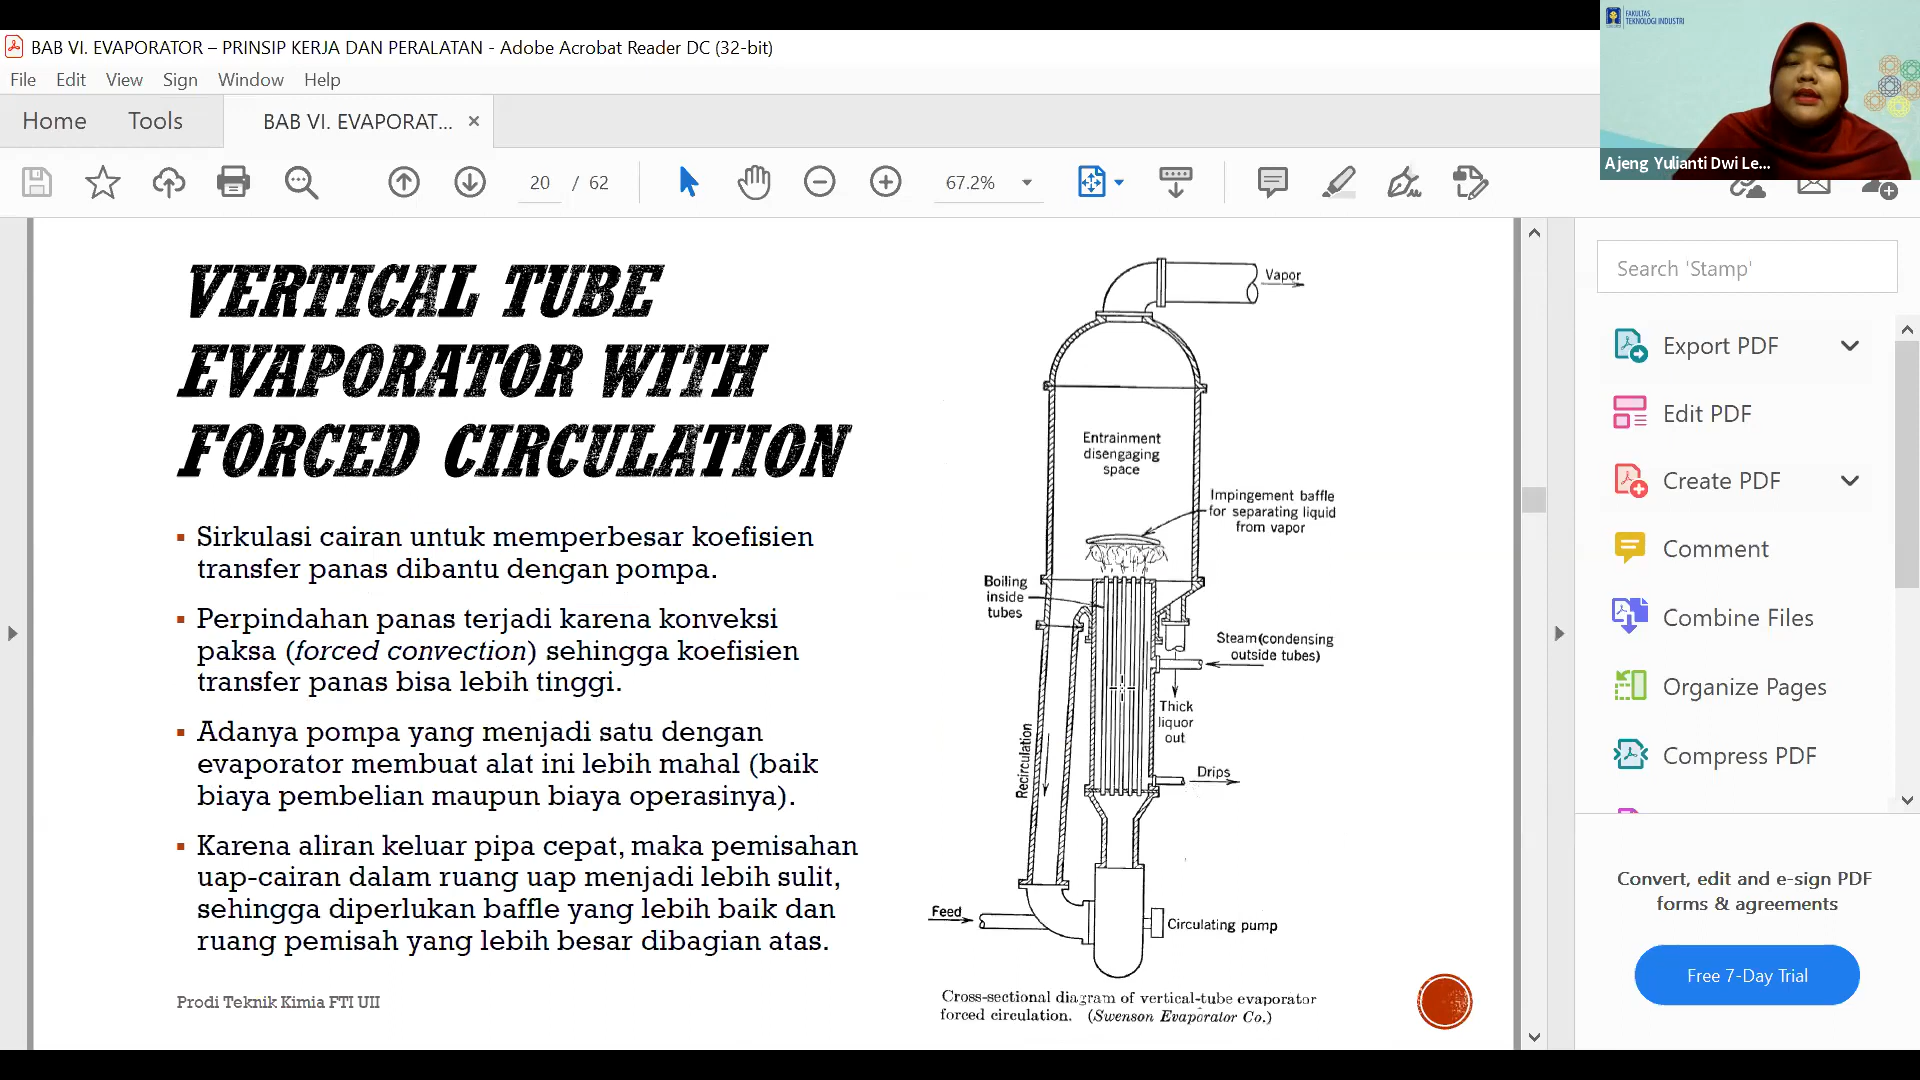 FAKULTAS
TEKNOLOGI INDUSTRI
BAB VI. EVAPORATOR – PRINSIP KERJA DAN PERALATAN - Adobe Acrobat Reader DC (32-bit)
File Edit View Sign Window Help
Home Tools BAB VI. EVAPORAT... ×
Ajeng Yulianti Dwi Le...
20 / 62 67.2%
VERTICAL TUBE
EVAPORATOR WITH
FORCED CIRCULATION
▪ Sirkulasi cairan untuk memperbesar koefisien
transfer panas dibantu dengan pompa.
▪ Perpindahan panas terjadi karena konveksi
paksa (forced convection) sehingga koefisien
transfer panas bisa lebih tinggi.
▪ Adanya pompa yang menjadi satu dengan
evaporator membuat alat ini lebih mahal (baik
biaya pembelian maupun biaya operasinya).
▪ Karena aliran keluar pipa cepat, maka pemisahan
uap-cairan dalam ruang uap menjadi lebih sulit,
sehingga diperlukan baffle yang lebih baik dan
ruang pemisah yang lebih besar dibagian atas.
Prodi Teknik Kimia FTI UII
Vapor
Entrainment
disengaging
space
Impingement baffle
for separating liquid
from vapor
Boiling
inside
tubes
Steam (condensing
outside tubes)
Thick
liquor
out
Recirculation
Drips
Feed
Circulating pump
Cross-sectional diagram of vertical-tube evaporator
forced circulation. (Swenson Evaporator Co.)
Search 'Stamp'
Export PDF
Edit PDF
Create PDF
Comment
Combine Files
Organize Pages
Compress PDF
Convert, edit and e-sign PDF
forms & agreements
Free 7-Day Trial